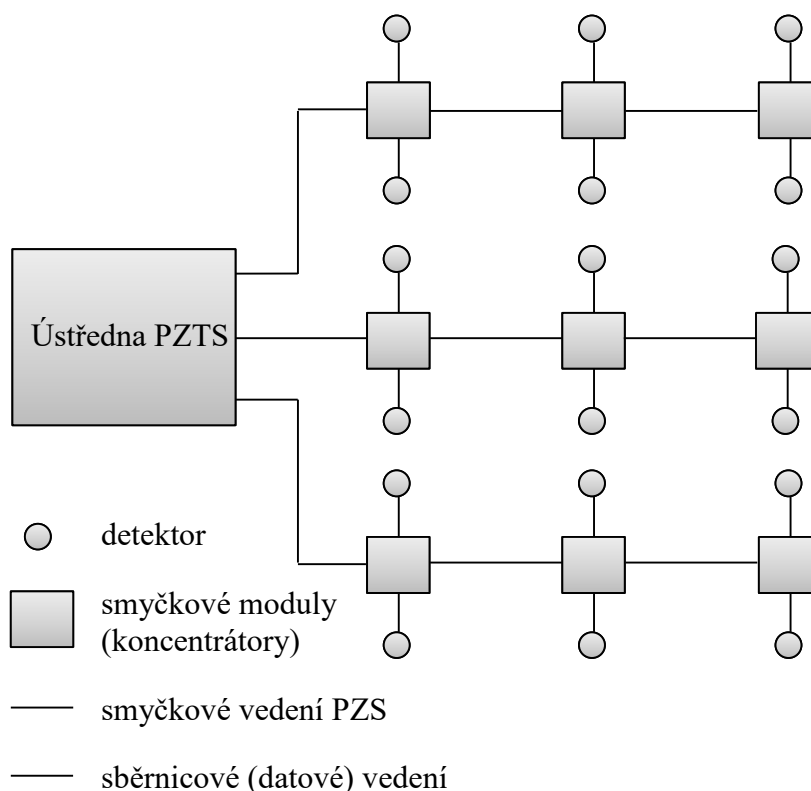 Ústředna PZTS
detektor
smyčkové moduly
(koncentrátory)
smyčkové vedení PZS
sběrnicové (datové) vedení